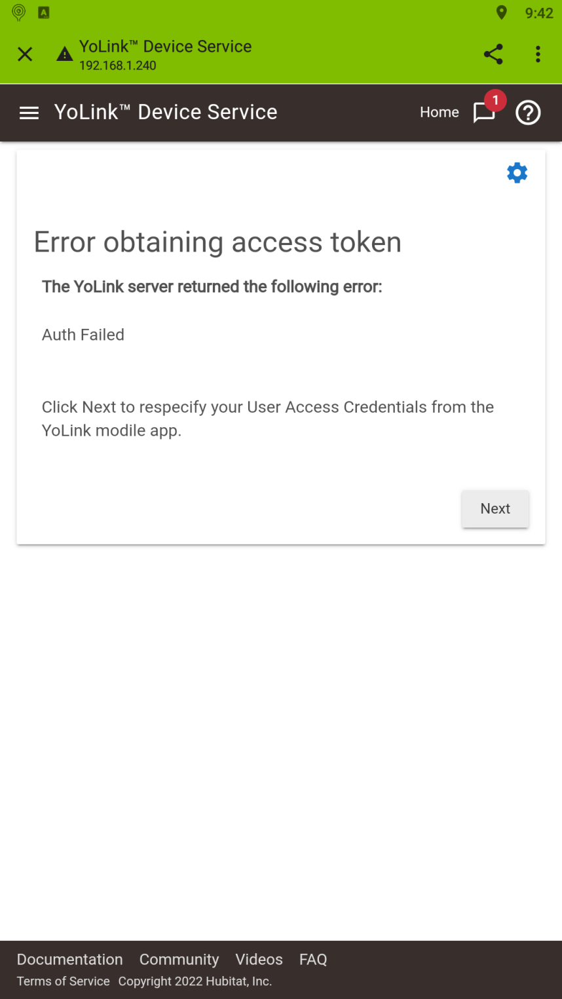 9:42
YoLink™ Device Service
192.168.1.240
YoLink™ Device Service
Home
1
Error obtaining access token
The YoLink server returned the following error:
Auth Failed
Click Next to respecify your User Access Credentials from the
YoLink modile app.
Next
Documentation Community Videos FAQ
Terms of Service Copyright 2022 Hubitat, Inc.